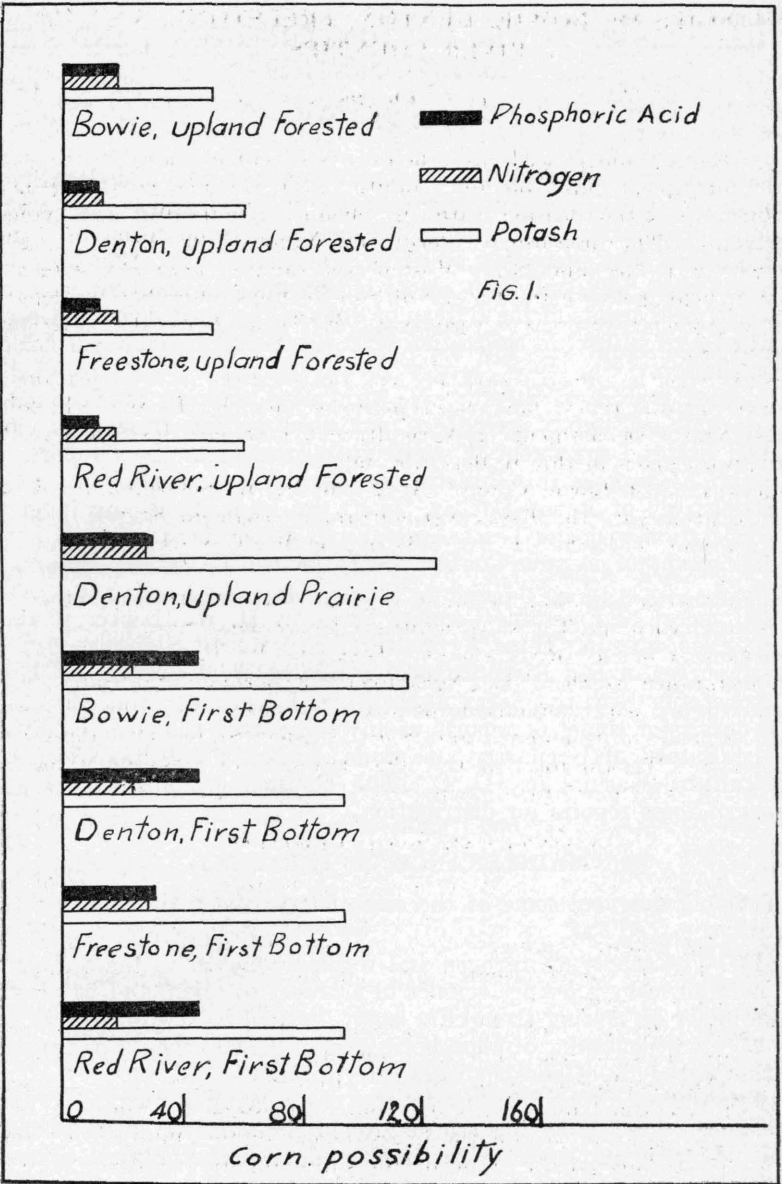 Bowie, upland Forested
Phosphoric Acid
Nitrogen
Denton, upland Forested
Potash
Fig. 1.
Freestone, upland Forested
Red River, upland Forested
Denton, Upland Prairie
Bowie, First Bottom
Denton, First Bottom
Freestone, First Bottom
Red River, First Bottom
0 40 80 120 160
Corn possibility